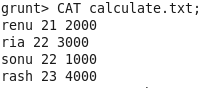 grunt> CAT calculate.txt;
renu 21 2000
ria 22 3000
sonu 22 1000
rash 23 4000